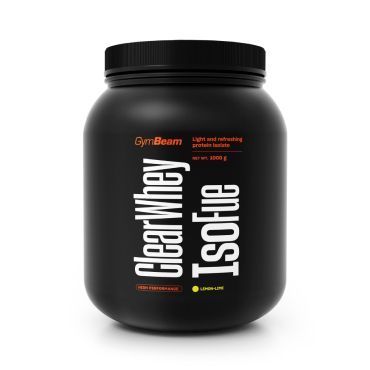 GymBeam
Light and refreshing
protein isolate
NET WT. 1000 g
ClearWhey
IsoFue
HIGH PERFORMANCE
LEMON-LIME